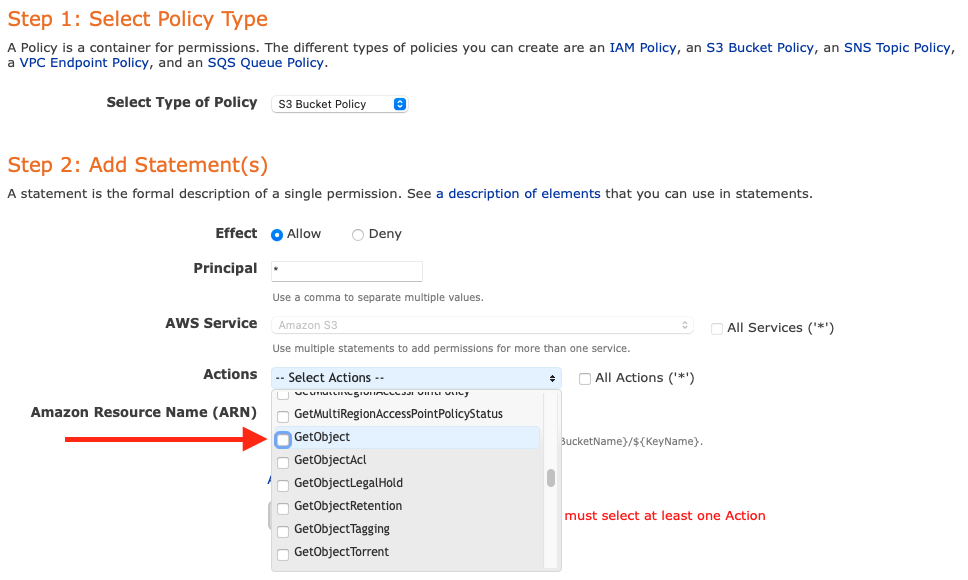 Step 1: Select Policy Type
A Policy is a container for permissions. The different types of policies you can create are an IAM Policy, an S3 Bucket Policy, an SNS Topic Policy,
a VPC Endpoint Policy, and an SQS Queue Policy.
Select Type of Policy S3 Bucket Policy
Step 2: Add Statement(s)
A statement is the formal description of a single permission. See a description of elements that you can use in statements.
Effect Allow Deny
Principal *
Use a comma to separate multiple values.
AWS Service Amazon S3 All Services ('*')
Use multiple statements to add permissions for more than one service.
Actions -- Select Actions -- All Actions ('*')
GetMultiRegionAccessPointPolicy
Amazon Resource Name (ARN) GetMultiRegionAccessPointPolicyStatus
GetObject BucketName}/${KeyName}.
GetObjectAcl
GetObjectLegalHold
GetObjectRetention must select at least one Action
GetObjectTagging
GetObjectTorrent